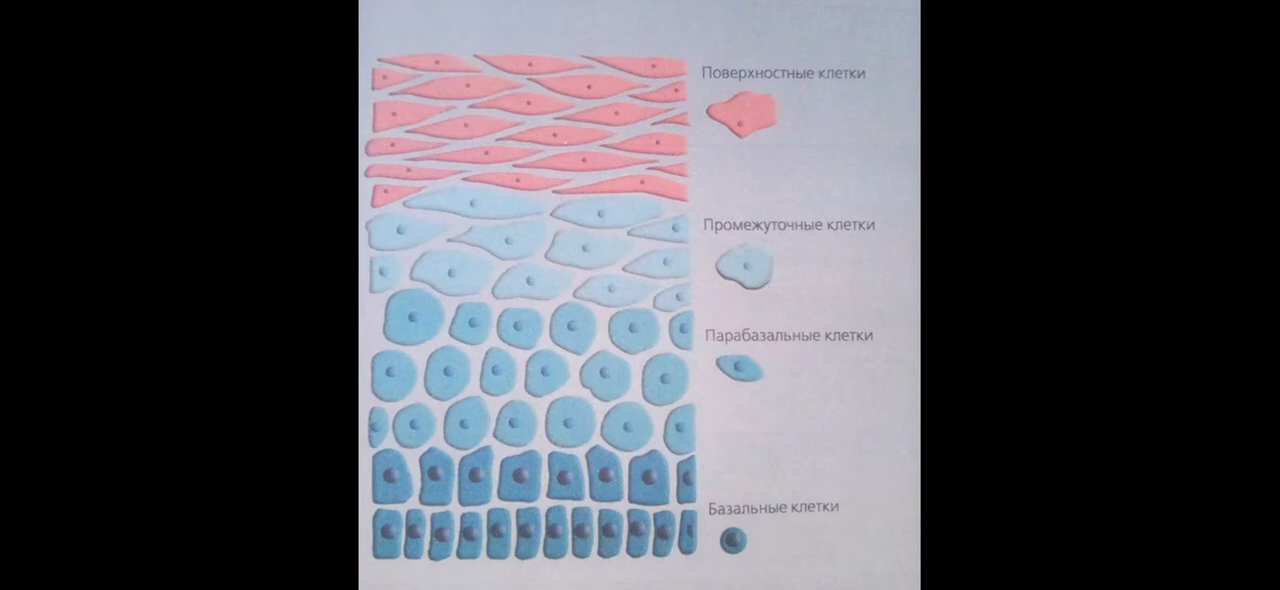 Поверхностные клетки
Промежуточные клетки
Парабазальные клетки
Базальные клетки